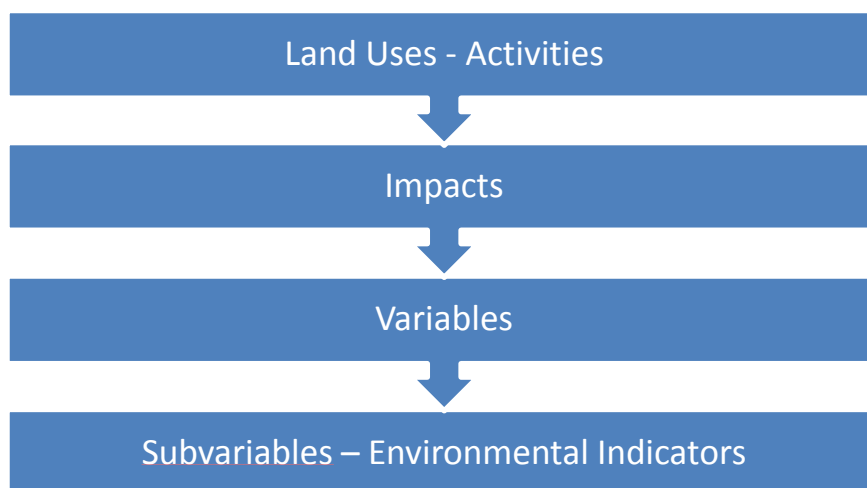 Land Uses - Activities
Impacts
Variables
Subvariables – Environmental Indicators